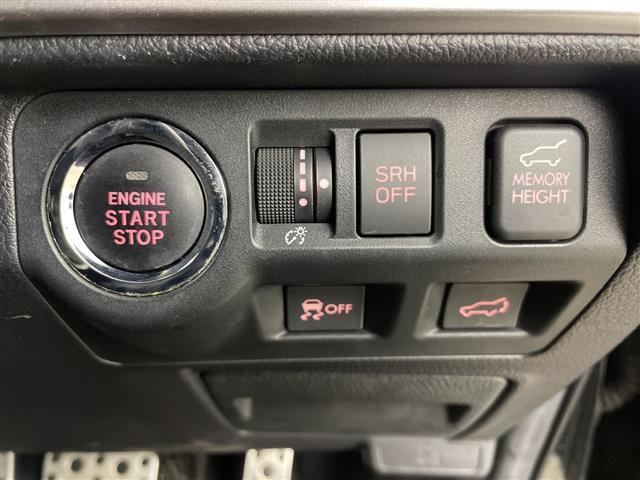 ENGINE
START
STOP
SRH
OFF
MEMORY
HEIGHT
OFF